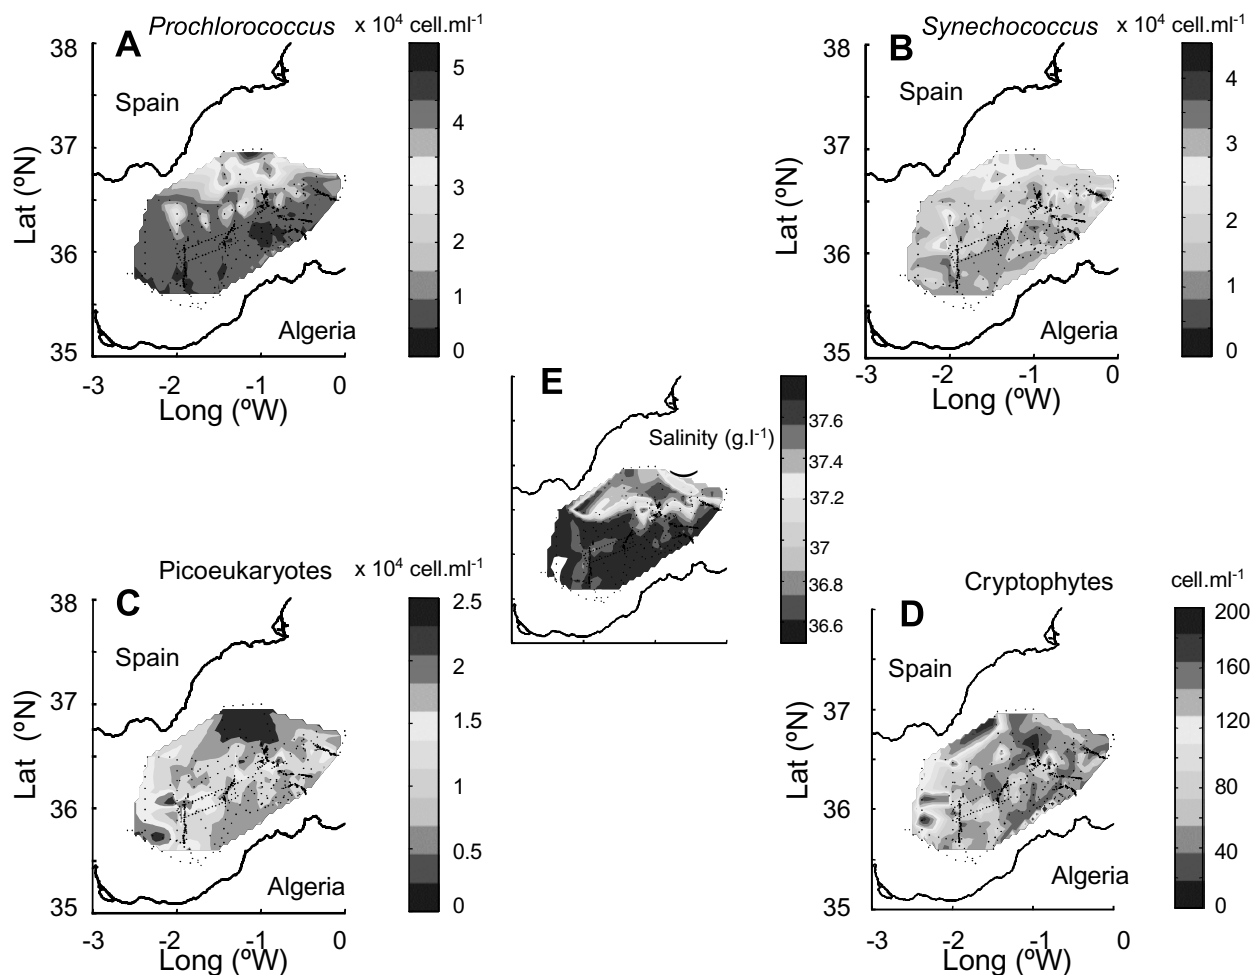 A
Prochlorococcus
x 10⁴ cell.ml⁻¹
38
37
36
35
Lat (ºN)
Spain
Algeria
-3 -2 -1 0
Long (ºW)
5
4
3
2
1
0
B
Synechococcus
x 10⁴ cell.ml⁻¹
38
37
36
35
Lat (ºN)
Spain
Algeria
-3 -2 -1 0
Long (ºW)
4
3
2
1
0
E
Salinity (g.l⁻¹)
37.6
37.4
37.2
37
36.8
36.6
C
Picoeukaryotes
x 10⁴ cell.ml⁻¹
38
37
36
35
Lat (ºN)
Spain
Algeria
-3 -2 -1 0
Long (ºW)
2.5
2
1.5
1
0.5
0
D
Cryptophytes
cell.ml⁻¹
38
37
36
35
Lat (ºN)
Spain
Algeria
-3 -2 -1 0
Long (ºW)
200
160
120
80
40
0